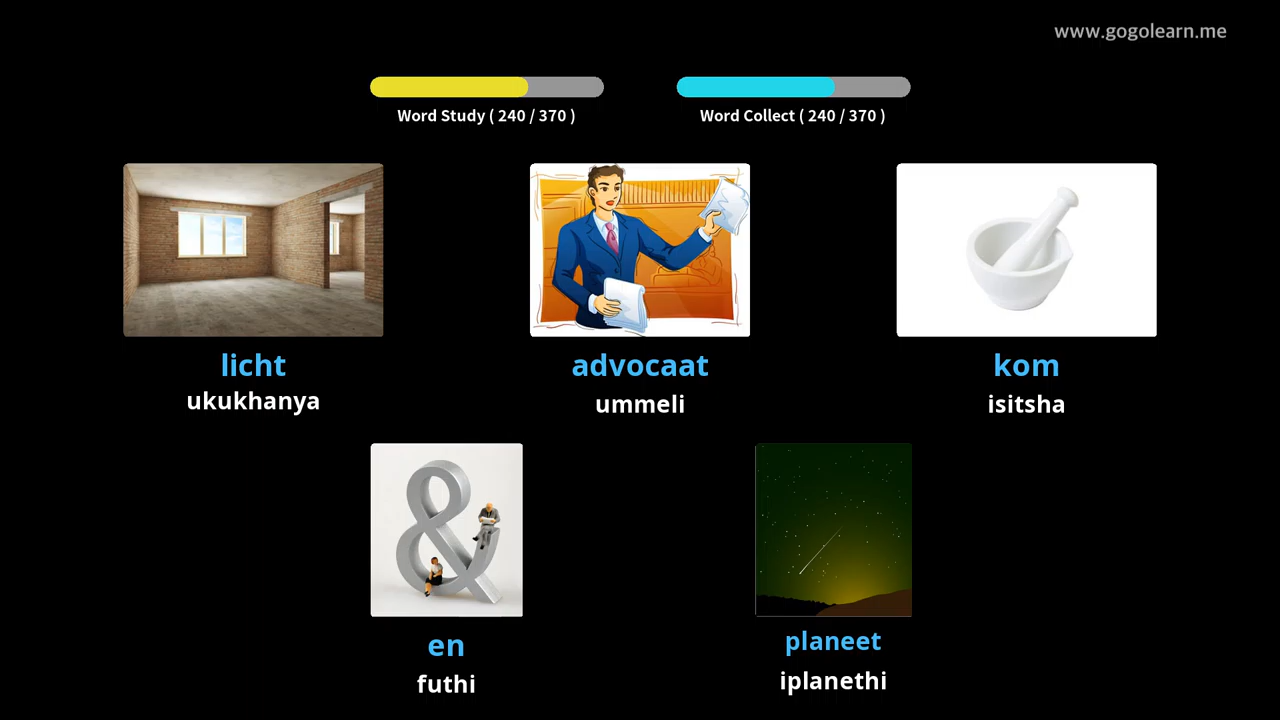 www.gogolearn.me
Word Study ( 240 / 370 )
Word Collect ( 240 / 370 )
licht
ukukhanya
advocaat
ummeli
kom
isitsha
en
futhi
planeet
iplanethi